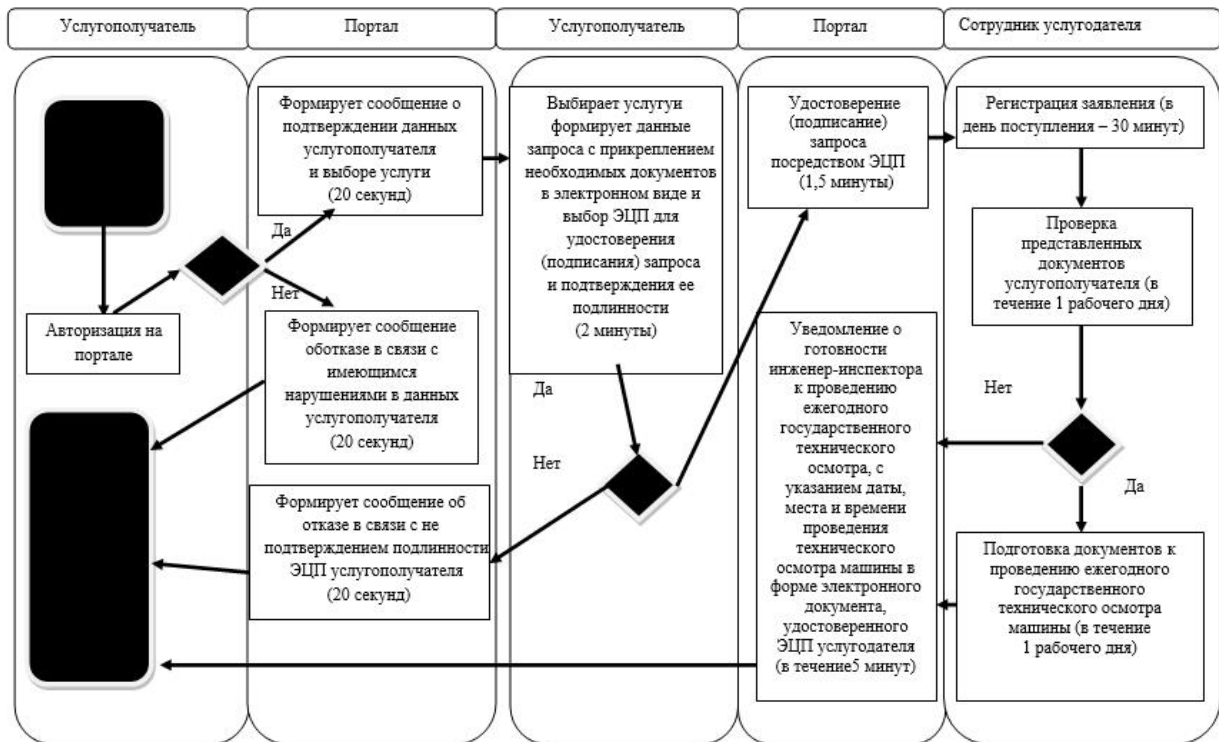 Услугополучатель
Портал
Услугополучатель
Портал
Сотрудник услугодателя
Авторизация на
портале
Формирует сообщение о
подтверждении данных
услугополучателя
и выборе услуги
(20 секунд)
Да
Нет
Формирует сообщение
оботказе в связи с
имеющимся
нарушениями в данных
услугополучателя
(20 секунд)
Формирует сообщение об
отказе в связи с не
подтверждением подлинности
ЭЦП услугополучателя
(20 секунд)
Выбирает услугуи
формирует данные
запроса с прикреплением
необходимых документов
в электронном виде и
выбор ЭЦП для
удостоверения
(подписания) запроса
и подтверждения ее
подлинности
(2 минуты)
Да
Нет
Удостоверение
(подписание)
запроса
посредством ЭЦП
(1,5 минуты)
Уведомление о
готовности
инженер-инспектора
к проведению
ежегодного
государственного
технического
осмотра, с
указанием даты,
места и времени
проведения
технического
осмотра машины в
форме электронного
документа,
удостоверенного
ЭЦП услугодателя
(в течение5 минут)
Регистрация заявления (в
день поступления – 30 минут)
Проверка
представленных
документов
услугополучателя (в
течение 1 рабочего дня)
Нет
Да
Подготовка документов к
проведению ежегодного
государственного
технического осмотра
машины (в течение
1 рабочего дня)